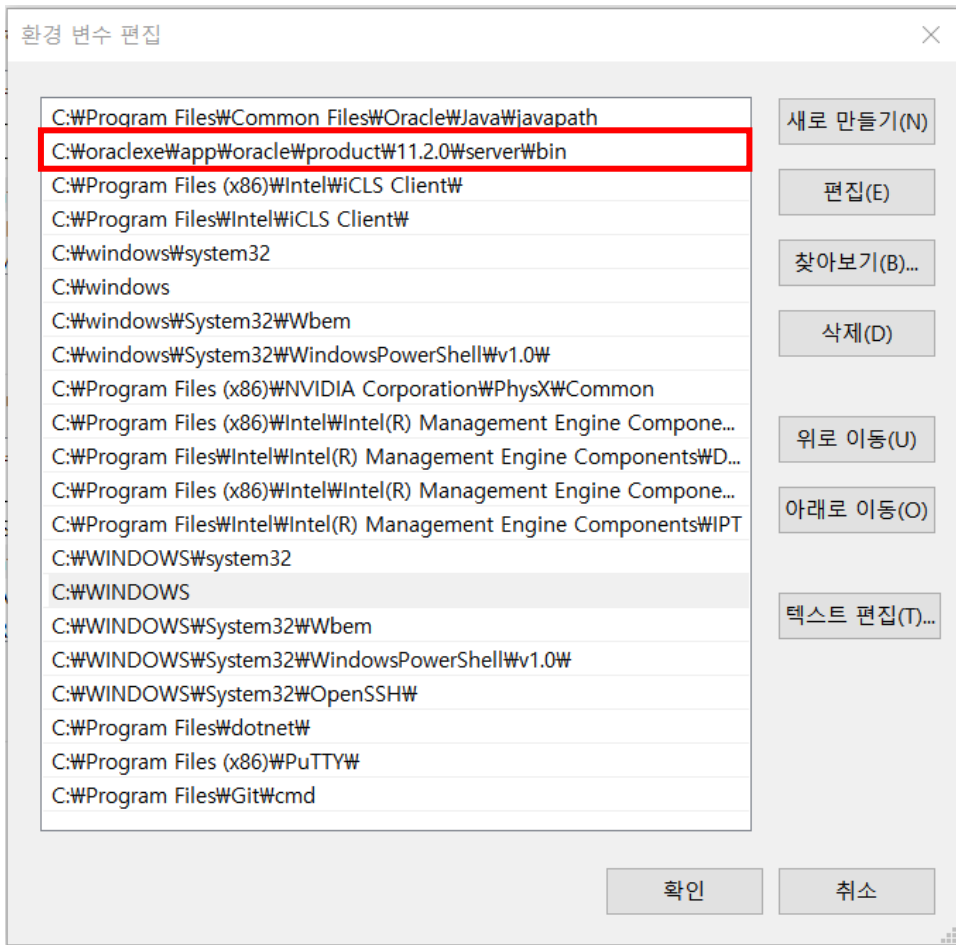 환경 변수 편집
C:₩Program Files₩Common Files₩Oracle₩Java₩javapath
C:₩oraclexe₩app₩oracle₩product₩11.2.0₩server₩bin
C:₩Program Files (x86)₩Intel₩iCLS Client₩
C:₩Program Files₩Intel₩iCLS Client₩
C:₩windows₩system32
C:₩windows
C:₩windows₩System32₩Wbem
C:₩windows₩System32₩WindowsPowerShell₩v1.0₩
C:₩Program Files (x86)₩NVIDIA Corporation₩PhysX₩Common
C:₩Program Files (x86)₩Intel₩Intel(R) Management Engine Compone...
C:₩Program Files₩Intel₩Intel(R) Management Engine Components₩D...
C:₩Program Files (x86)₩Intel₩Intel(R) Management Engine Compone...
C:₩Program Files₩Intel₩Intel(R) Management Engine Components₩IPT
C:₩WINDOWS₩system32
C:₩WINDOWS
C:₩WINDOWS₩System32₩Wbem
C:₩WINDOWS₩System32₩WindowsPowerShell₩v1.0₩
C:₩WINDOWS₩System32₩OpenSSH₩
C:₩Program Files₩dotnet₩
C:₩Program Files (x86)₩PuTTY₩
C:₩Program Files₩Git₩cmd
새로 만들기(N)
편집(E)
찾아보기(B)...
삭제(D)
위로 이동(U)
아래로 이동(O)
텍스트 편집(T)...
확인
취소